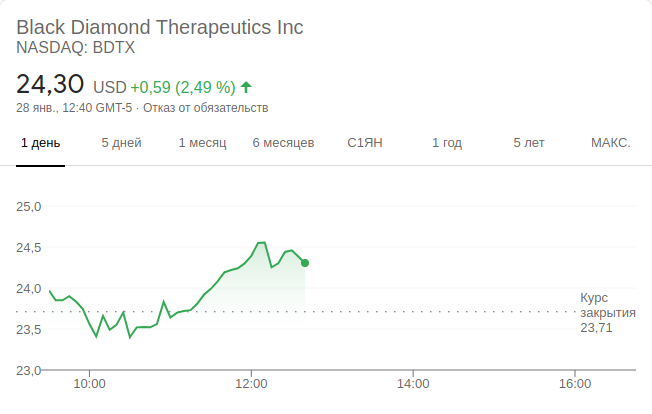 Black Diamond Therapeutics Inc
NASDAQ: BDTX
24,30 USD +0,59 (2,49 %)
28 янв., 12:40 GMT-5 · Отказ от обязательств
1 день 5 дней 1 месяц 6 месяцев С1ЯН 1 год 5 лет МАКС.
25,0
24,5
24,0
Курс
закрытия
23,71
23,5
23,0
10:00 12:00 14:00 16:00